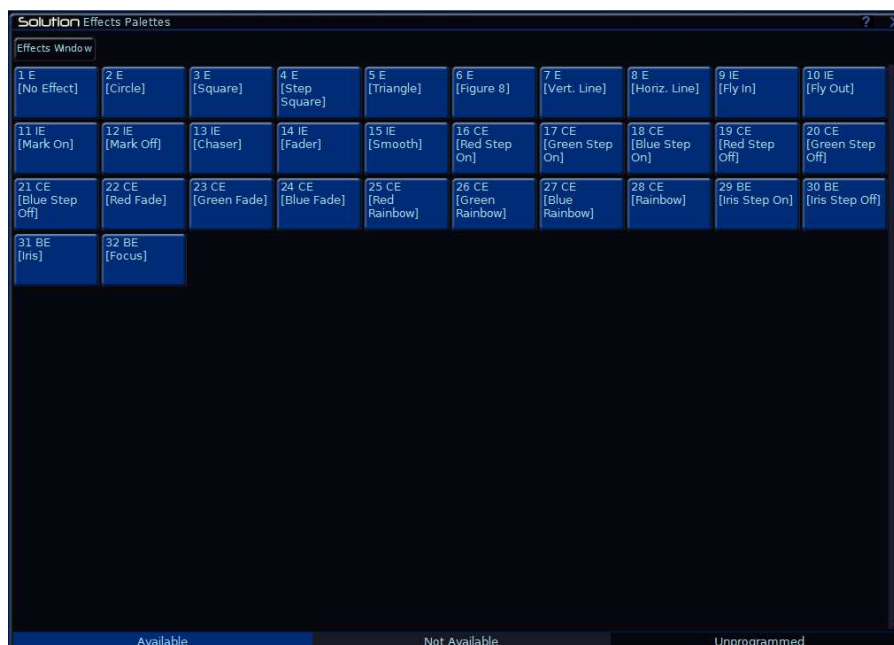 Solution Effects Palettes ?
Effects Window
1 E
[No Effect]
2 E
[Circle]
3 E
[Square]
4 E
[Step
Square]
5 E
[Triangle]
6 E
[Figure 8]
7 E
[Vert. Line]
8 E
[Horiz. Line]
9 IE
[Fly In]
10 IE
[Fly Out]
11 IE
[Mark On]
12 IE
[Mark Off]
13 IE
[Chaser]
14 IE
[Fader]
15 IE
[Smooth]
16 CE
[Red Step
On]
17 CE
[Green Step
On]
18 CE
[Blue Step
On]
19 CE
[Red Step
Off]
20 CE
[Green Step
Off]
21 CE
[Blue Step
Off]
22 CE
[Red Fade]
23 CE
[Green Fade]
24 CE
[Blue Fade]
25 CE
[Red
Rainbow]
26 CE
[Green
Rainbow]
27 CE
[Blue
Rainbow]
28 CE
[Rainbow]
29 BE
[Iris Step On]
30 BE
[Iris Step Off]
31 BE
[Iris]
32 BE
[Focus]
Available
Not Available
Unprogrammed